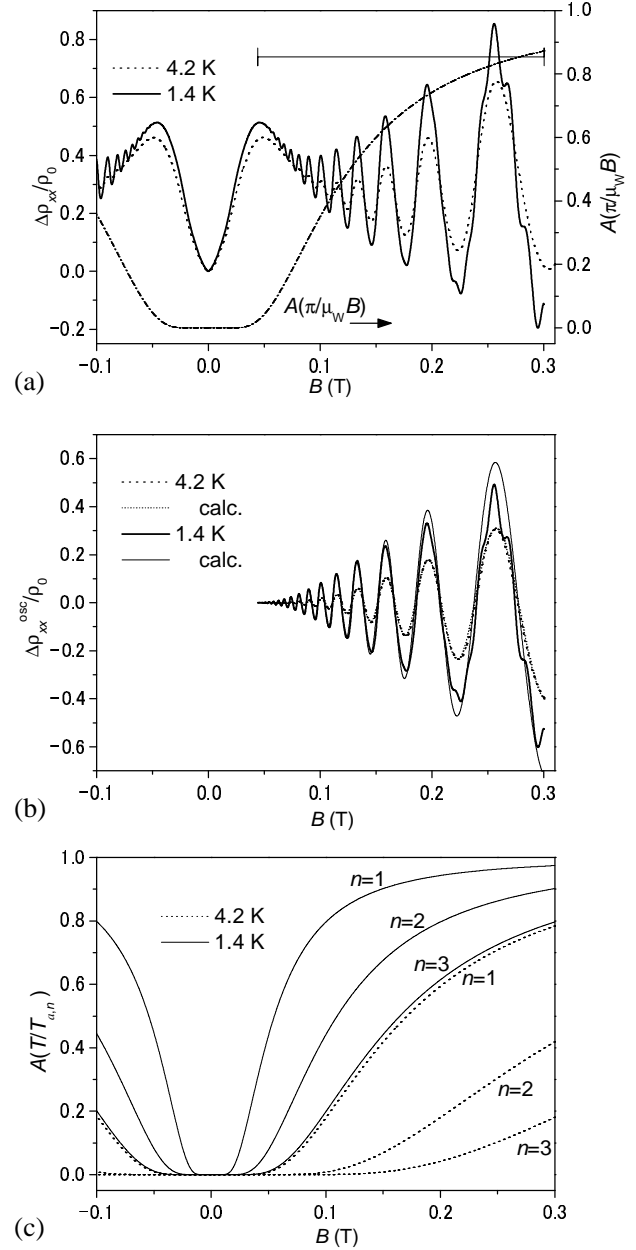 0.8
0.6
0.4
0.2
0.0
-0.2
Δρxx/ρ0
4.2 K
1.4 K
1.0
0.8
0.6
0.4
0.2
0.0
A(π/μWB)
A(π/μWB)
-0.1 0.0 0.1 0.2 0.3
B (T)
(a)
0.6
0.4
0.2
0.0
−0.2
−0.4
−0.6
Δρxx^osc/ρ0
4.2 K
calc.
1.4 K
calc.
-0.1 0.0 0.1 0.2 0.3
B (T)
(b)
1.0
0.8
0.6
0.4
0.2
0.0
A(T/Ta,n)
4.2 K
1.4 K
n=1
n=2
n=3
n=1
n=2
n=3
-0.1 0.0 0.1 0.2 0.3
B (T)
(c)